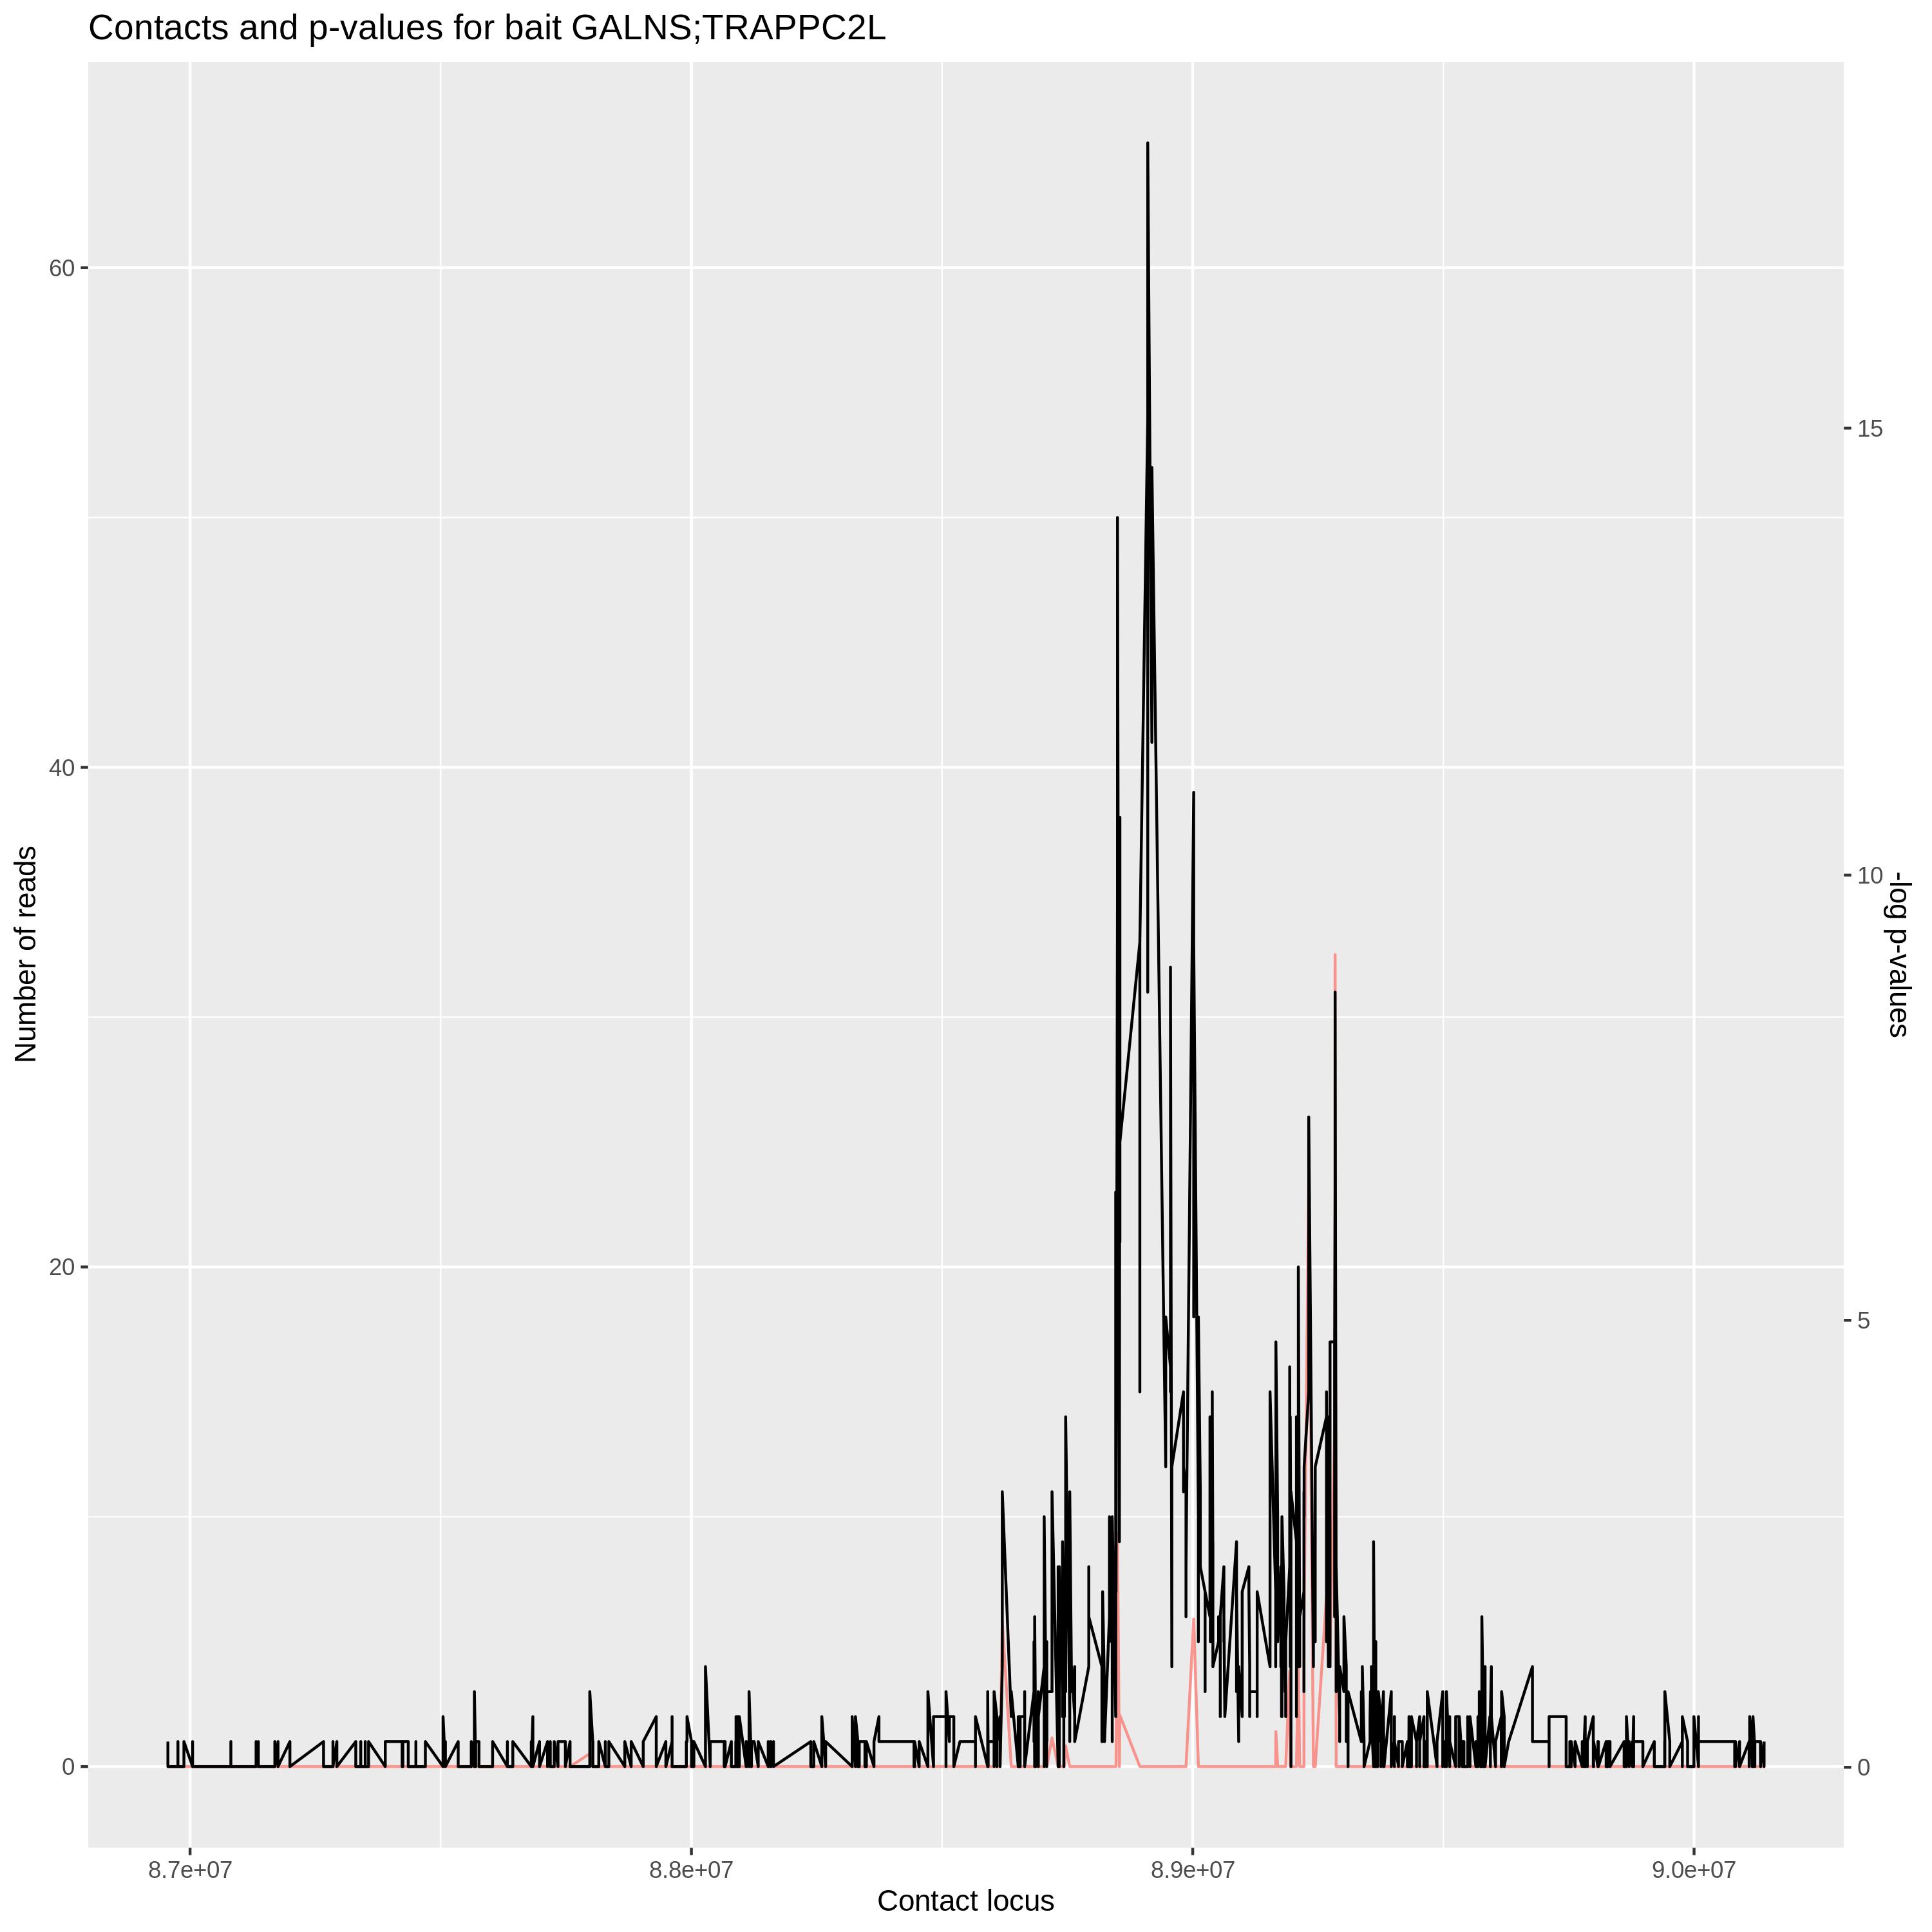 Contacts and p-values for bait GALNS;TRAPPC2L
60
40
20
0
Number of reads
15
10
5
0
-log p-values
8.7e+07 8.8e+07 8.9e+07 9.0e+07
Contact locus